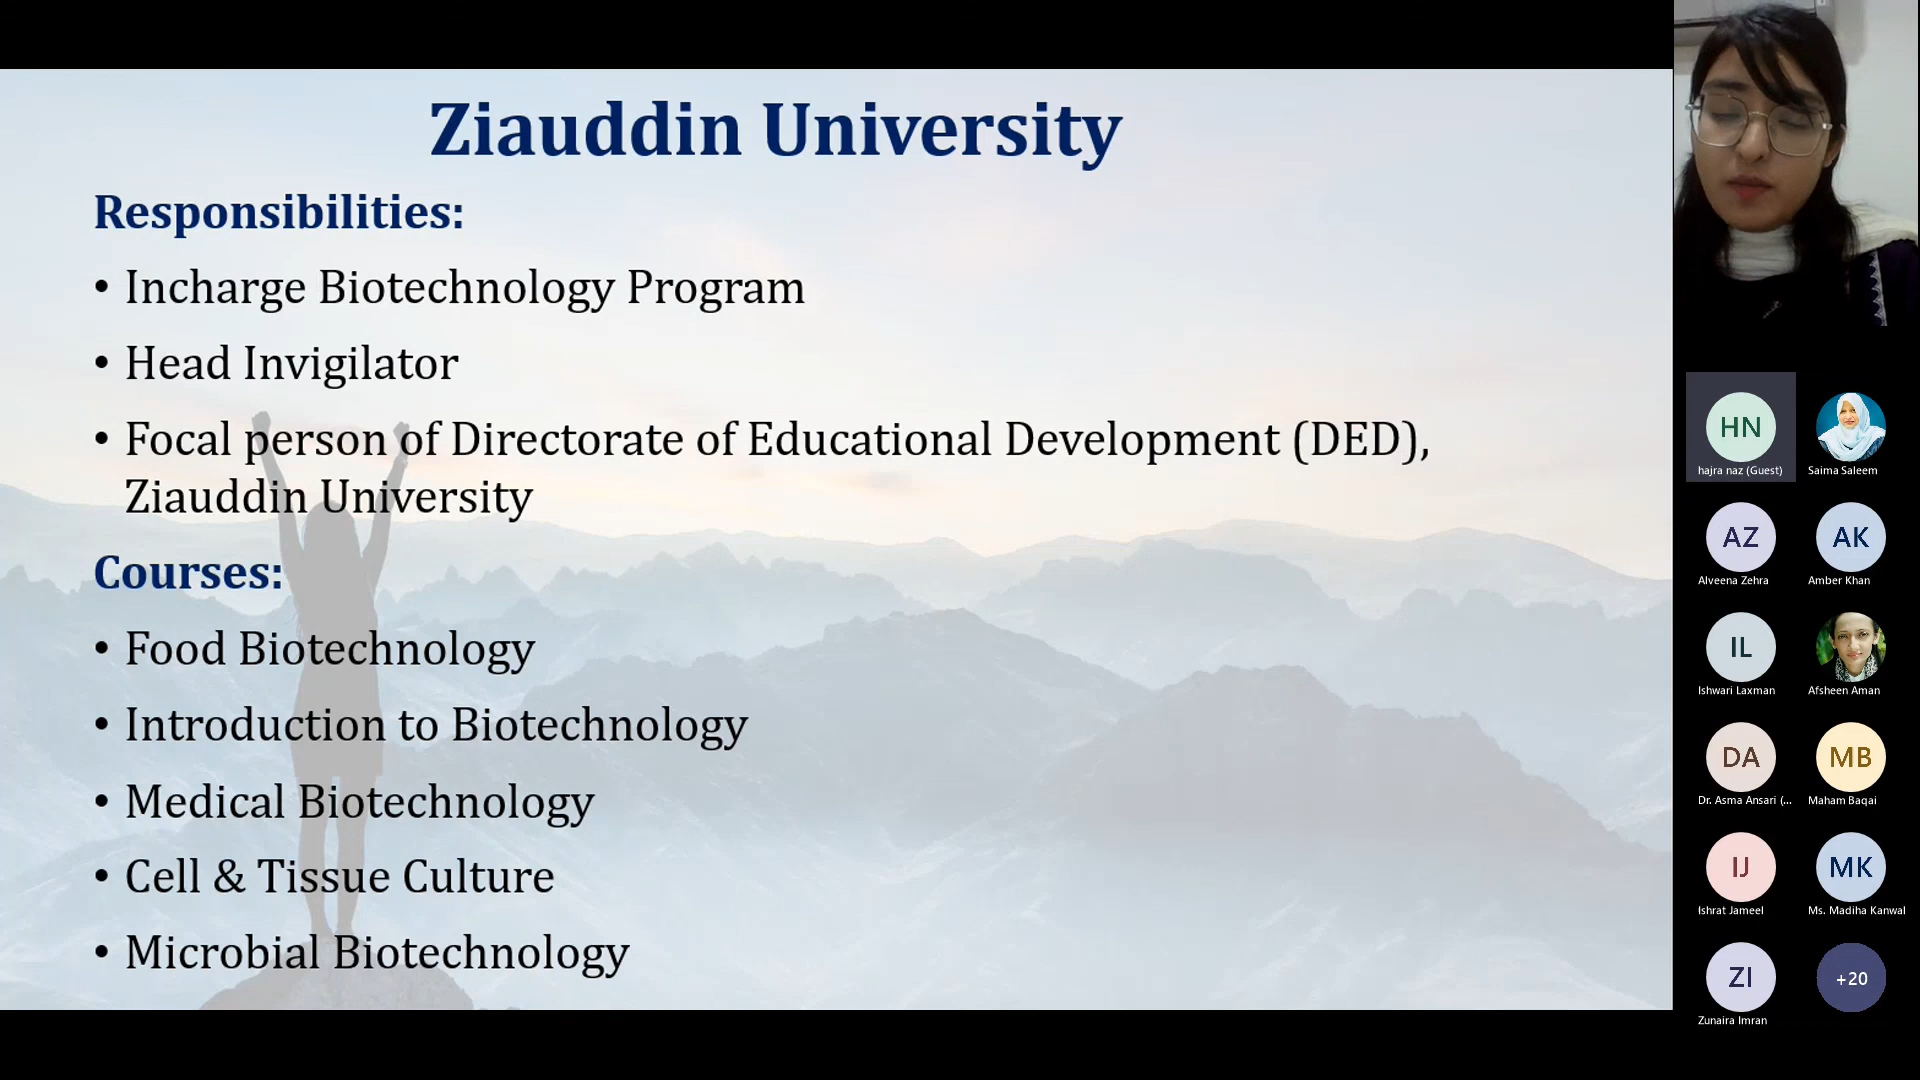 Ziauddin University
Responsibilities:
• Incharge Biotechnology Program
• Head Invigilator
• Focal person of Directorate of Educational Development (DED),
Ziauddin University
Courses:
• Food Biotechnology
• Introduction to Biotechnology
• Medical Biotechnology
• Cell & Tissue Culture
• Microbial Biotechnology
HN
hajra naz (Guest)
Saima Saleem
AZ
Alveena Zehra
AK
Amber Khan
IL
Ishwari Laxman
Afsheen Aman
DA
Dr. Asma Ansari (...
MB
Maham Baqai
IJ
Ishrat Jameel
MK
Ms. Madiha Kanwal
ZI
Zunaira Imran
+20